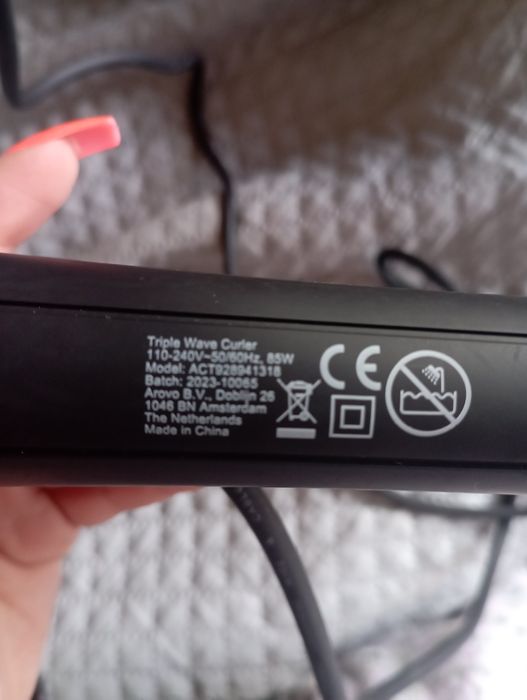 Triple Wave Curler
110-240V~50/60Hz, 85W
Model: ACT928941318
Batch: 2023-10065
Arovo B.V., Doblijn 26
1046 BN Amsterdam
The Netherlands
Made in China
CE